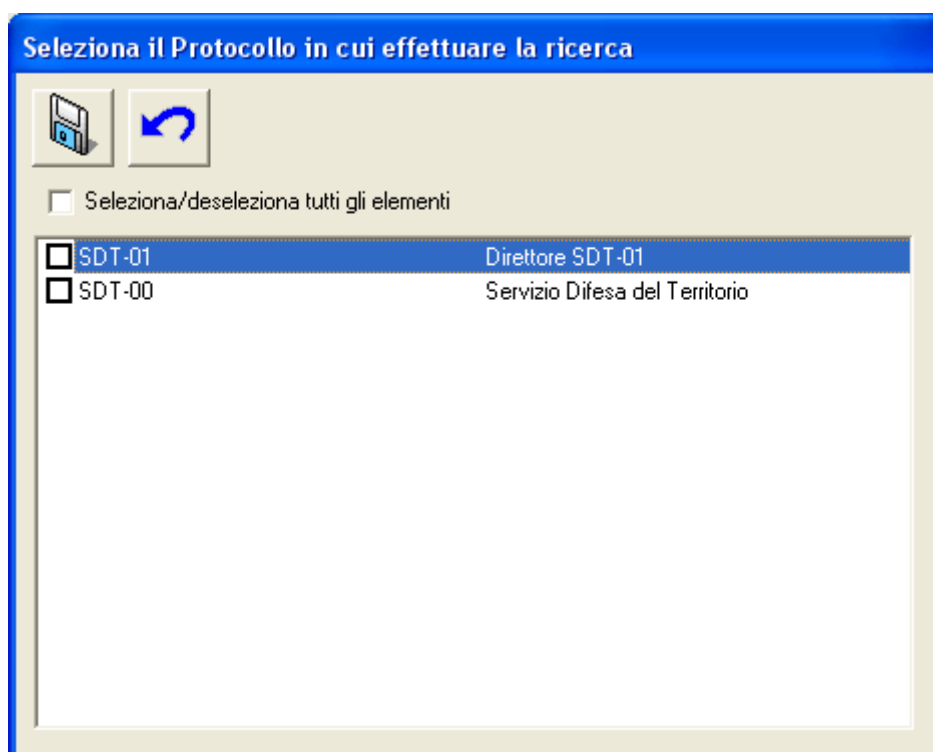 Seleziona il Protocollo in cui effettuare la ricerca
Seleziona/deseleziona tutti gli elementi
SDT-01 Direttore SDT-01
SDT-00 Servizio Difesa del Territorio